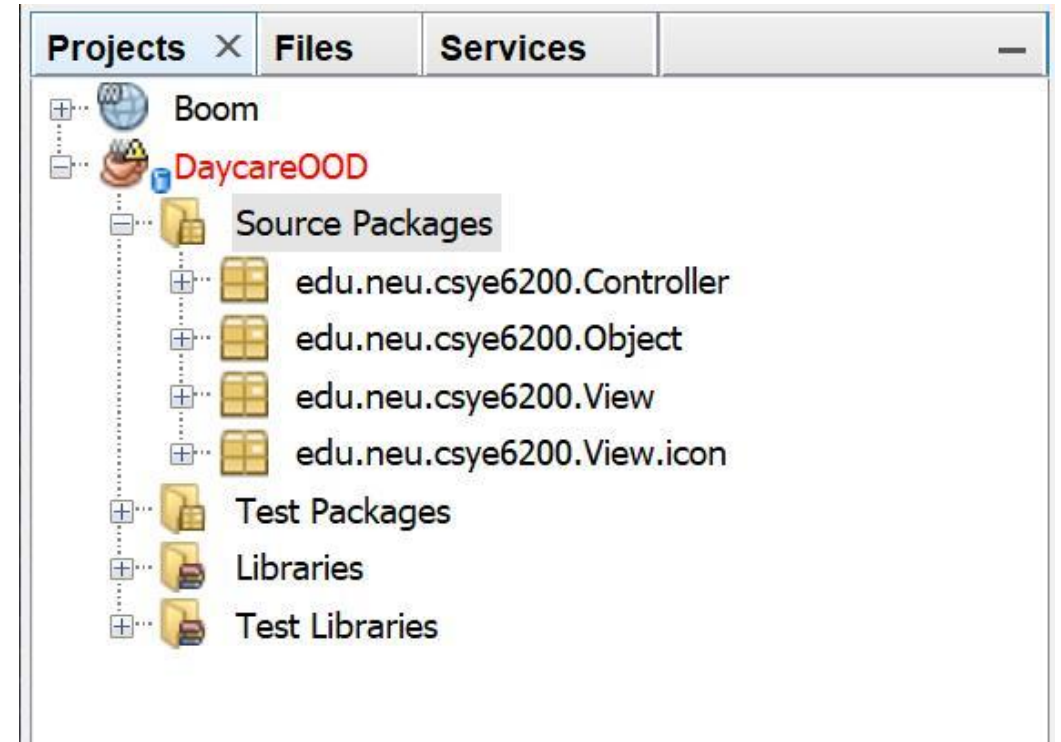 Projects Files Services
Boom
DaycareOOD
Source Packages
edu.neu.csye6200.Controller
edu.neu.csye6200.Object
edu.neu.csye6200.View
edu.neu.csye6200.View.icon
Test Packages
Libraries
Test Libraries